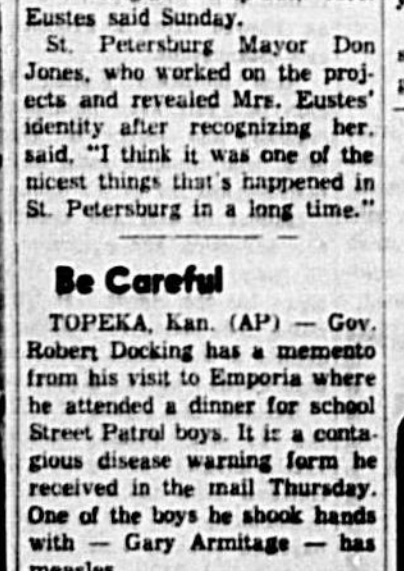 Eustes said Sunday.
St. Petersburg Mayor Don
Jones, who worked on the proj-
ects and revealed Mrs. Eustes'
identity after recognizing her,
said, "I think it was one of the
nicest things that's happened in
St. Petersburg in a long time."
Be Careful
TOPEKA, Kan. (AP) — Gov.
Robert Docking has a memento
from his visit to Emporia where
he attended a dinner for school
Street Patrol boys. It is a conta-
gious disease warning form he
received in the mail Thursday.
One of the boys he shook hands
with — Gary Armitage — has
measles